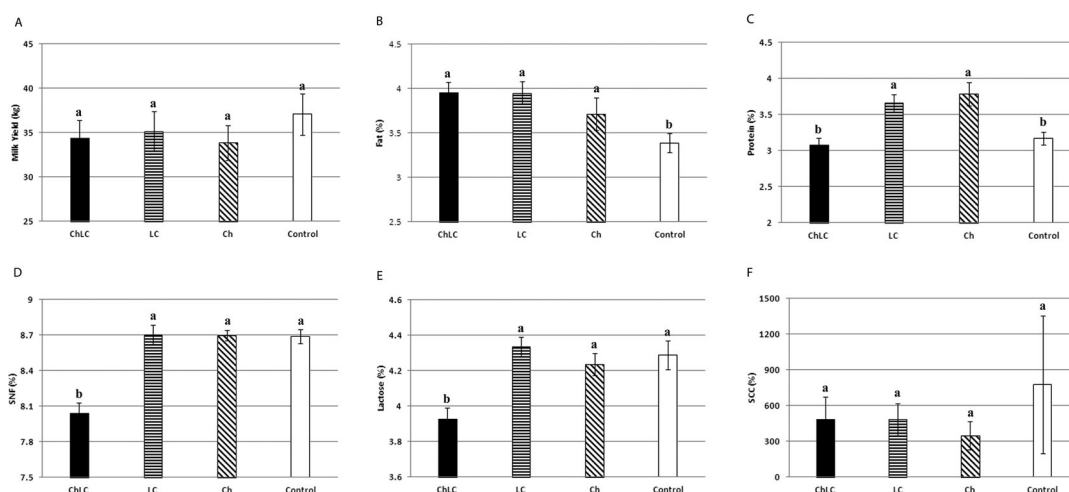 A
Milk Yield (kg)
45
40
35
30
25
a
a
a
a
ChLC
LC
Ch
Control
B
Fat (%)
4.5
4
3.5
3
2.5
a
a
a
b
ChLC
LC
Ch
Control
C
Protein (%)
4.5
4
3.5
3
2.5
2
b
a
a
b
ChLC
LC
Ch
Control
D
SNF (%)
9
8.7
8.4
8.1
7.8
7.5
b
a
a
a
ChLC
LC
Ch
Control
E
Lactose (%)
4.6
4.4
4.2
4
3.8
3.6
b
a
a
a
ChLC
LC
Ch
Control
F
SCC (%)
1500
1200
900
600
300
0
a
a
a
a
ChLC
LC
Ch
Control